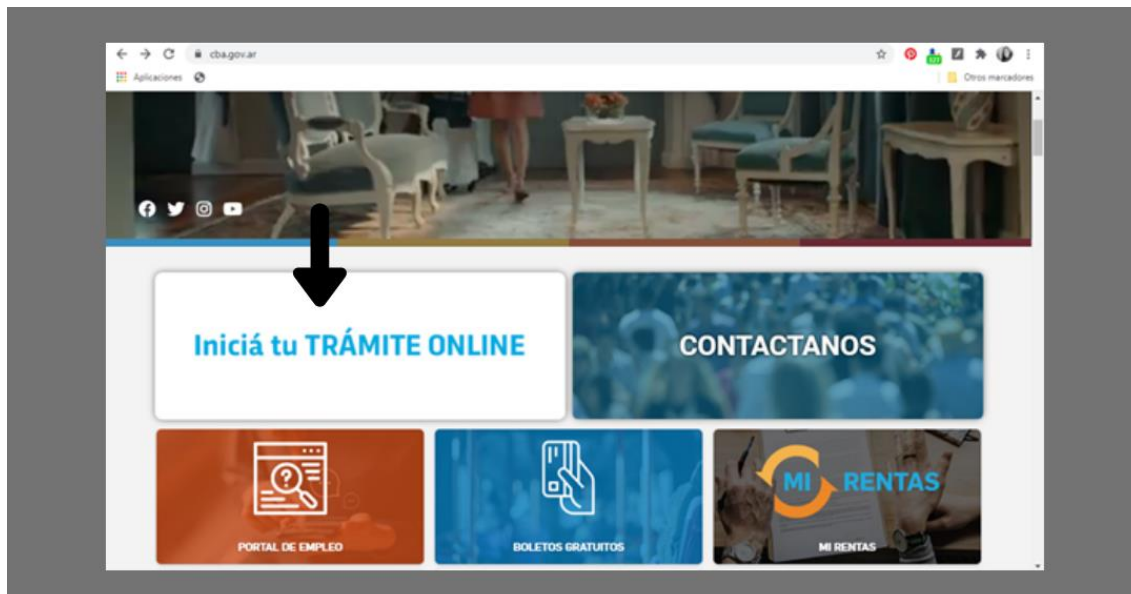 cba.gov.ar
Aplicaciones
Otros marcadores
Iniciá tu TRÁMITE ONLINE
CONTACTANOS
MI RENTAS
PORTAL DE EMPLEO
BOLETOS GRATUITOS
MI RENTAS